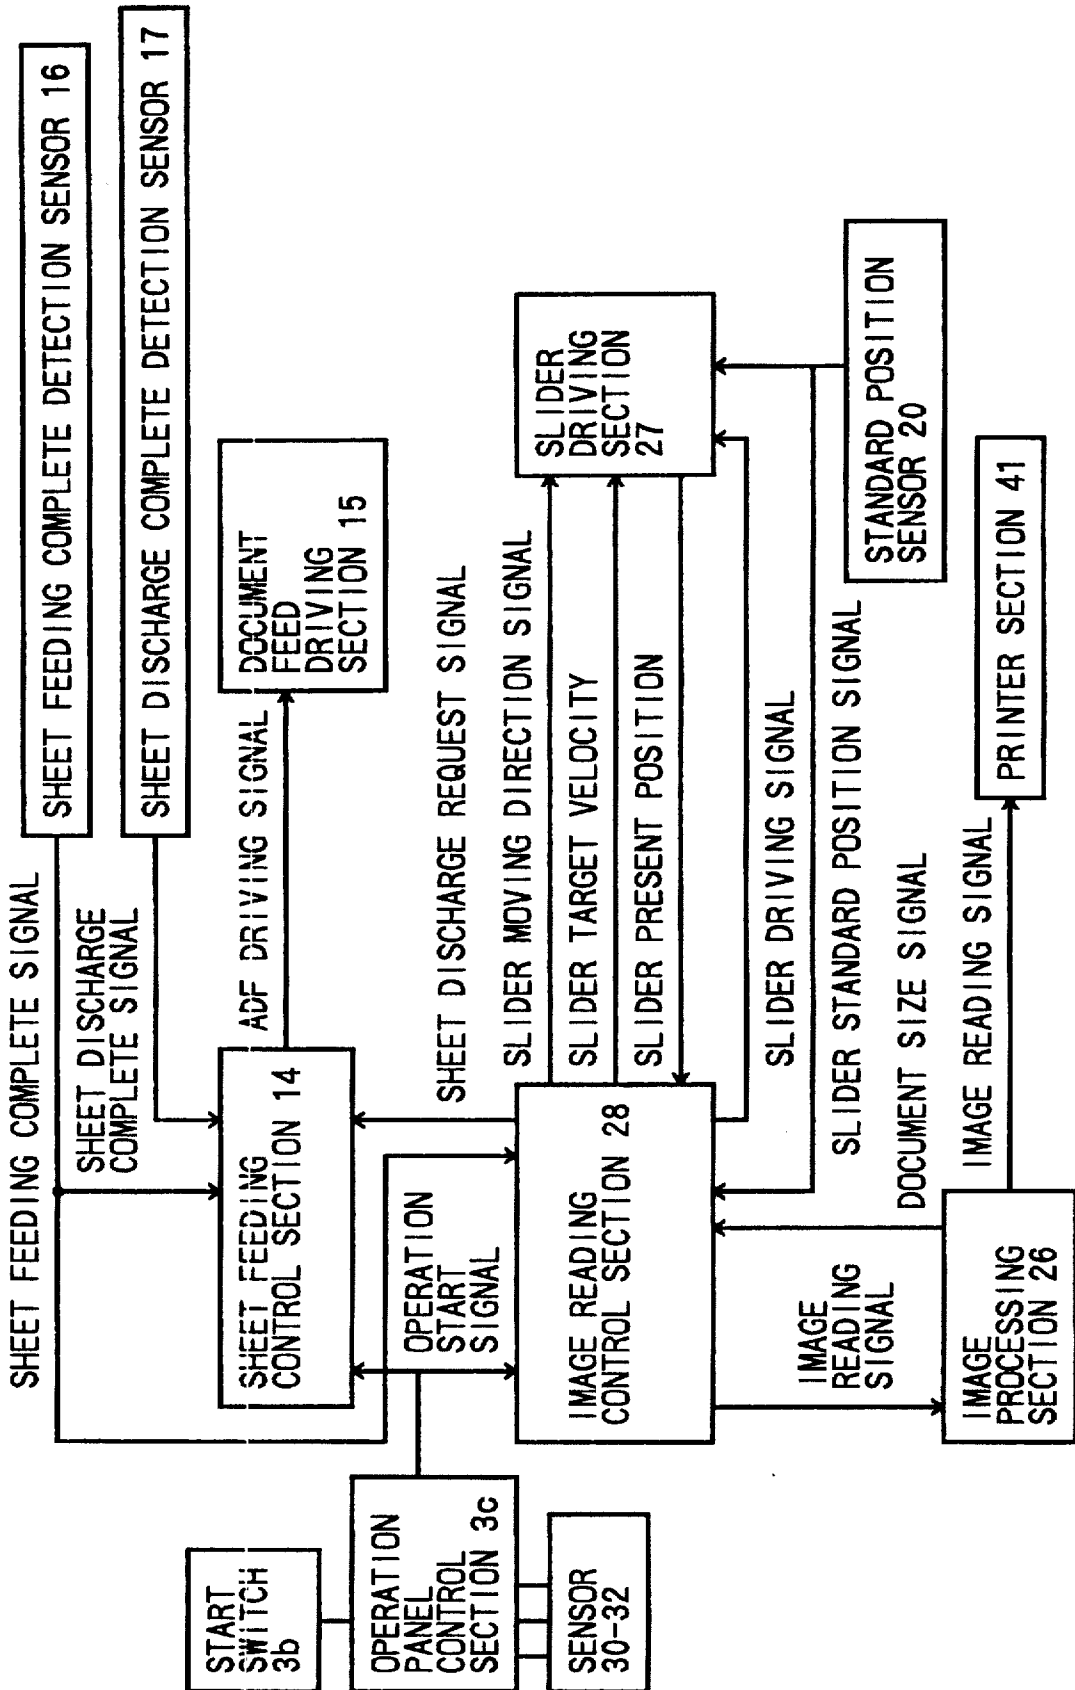 SHEET FEEDING COMPLETE SIGNAL
SHEET FEEDING COMPLETE DETECTION SENSOR 16
SHEET DISCHARGE
COMPLETE SIGNAL
SHEET DISCHARGE COMPLETE DETECTION SENSOR 17
START
SWITCH
3b
SHEET FEEDING
CONTROL SECTION 14
ADF DRIVING SIGNAL
DOCUMENT
FEED
DRIVING
SECTION 15
OPERATION
PANEL
CONTROL
SECTION 3c
OPERATION
START
SIGNAL
SHEET DISCHARGE REQUEST SIGNAL
SENSOR
30-32
IMAGE READING
CONTROL SECTION 28
SLIDER MOVING DIRECTION SIGNAL
SLIDER TARGET VELOCITY
SLIDER PRESENT POSITION
SLIDER
DRIVING
SECTION
27
SLIDER DRIVING SIGNAL
SLIDER STANDARD POSITION SIGNAL
STANDARD POSITION
SENSOR 20
IMAGE
READING
SIGNAL
DOCUMENT SIZE SIGNAL
IMAGE
PROCESSING
SECTION 26
IMAGE READING SIGNAL
PRINTER SECTION 41